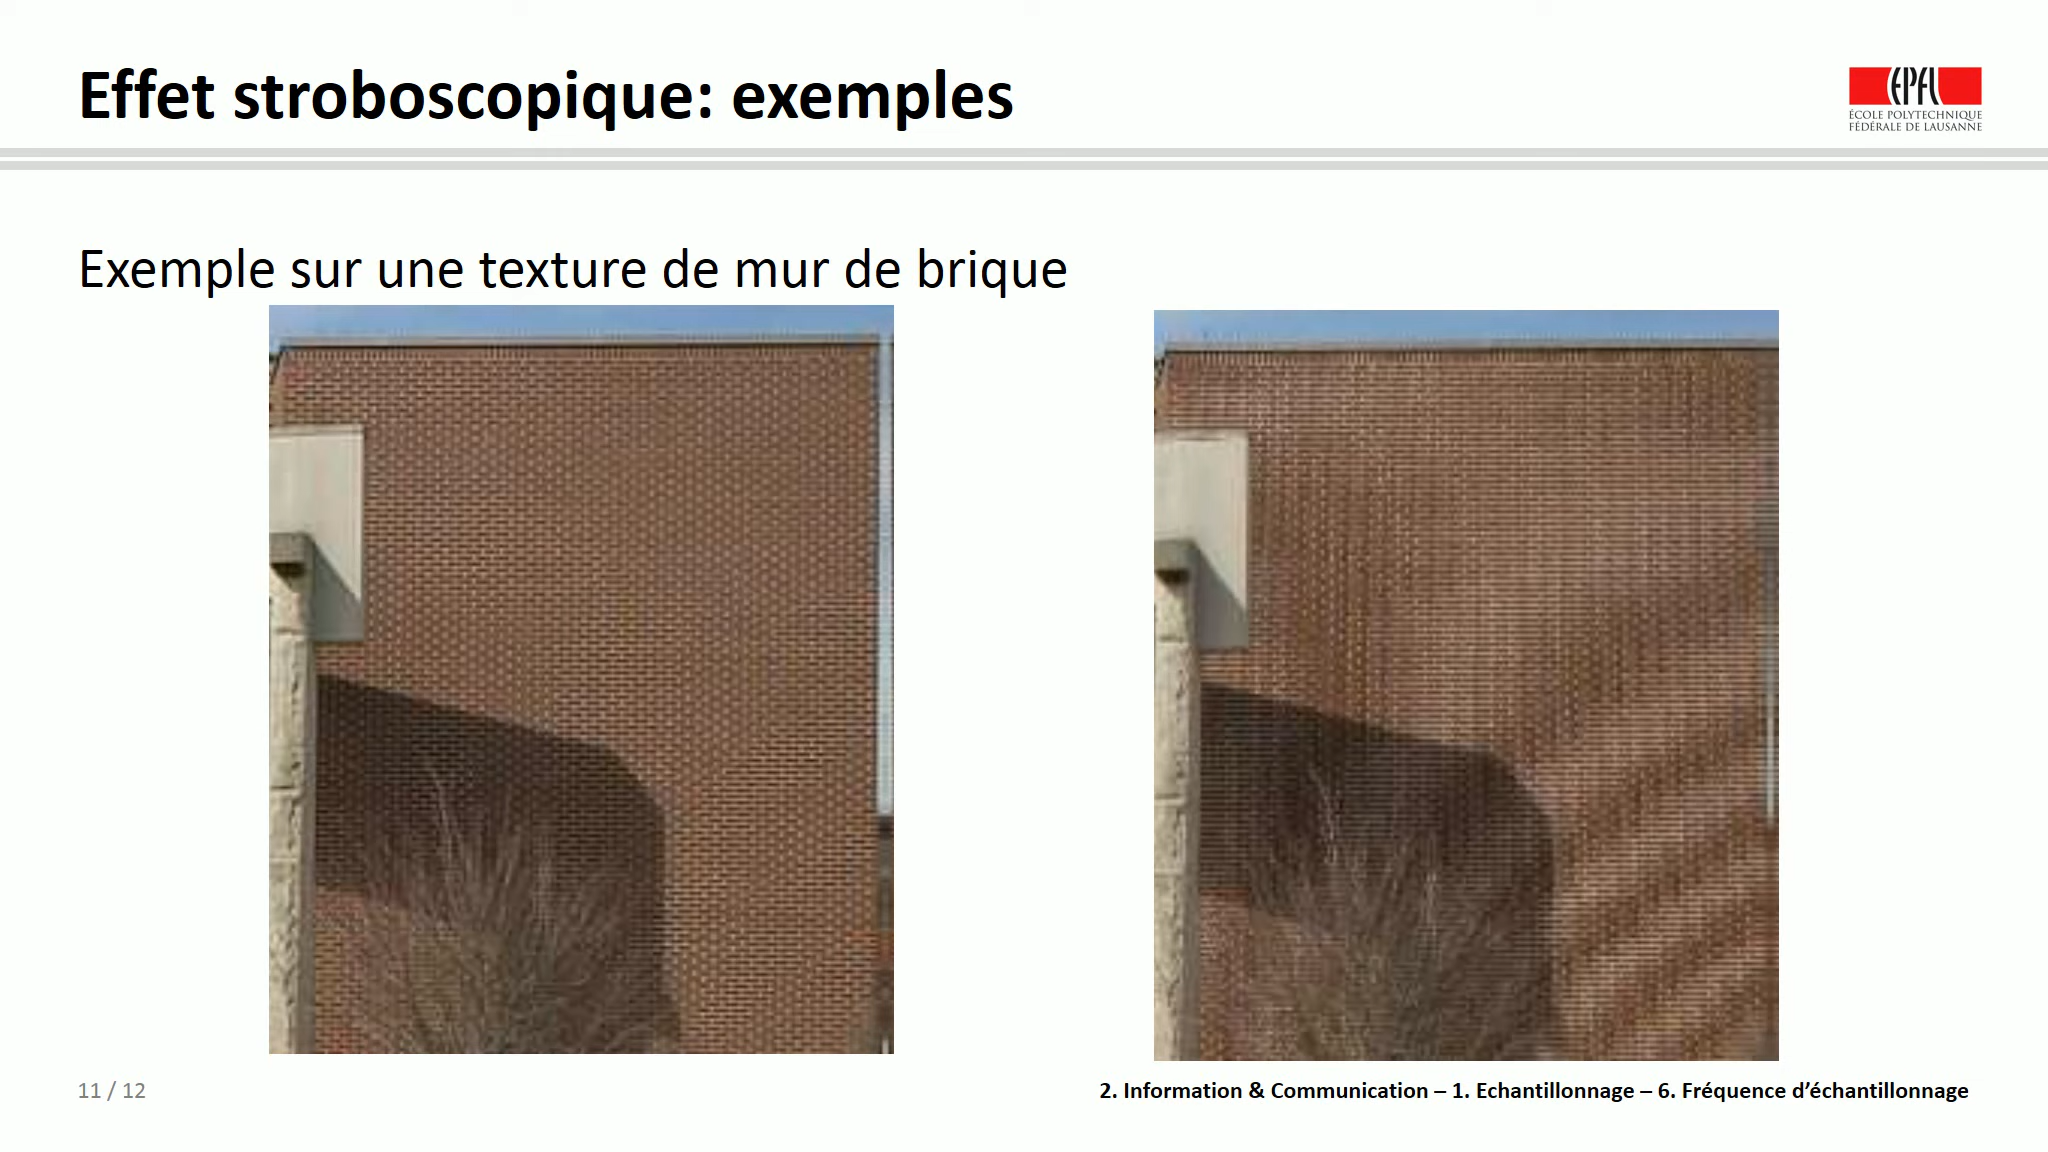 Effet stroboscopique: exemples
EPFL
ÉCOLE POLYTECHNIQUE
FÉDÉRALE DE LAUSANNE
Exemple sur une texture de mur de brique
11 / 12
2. Information & Communication – 1. Echantillonnage – 6. Fréquence d’échantillonnage